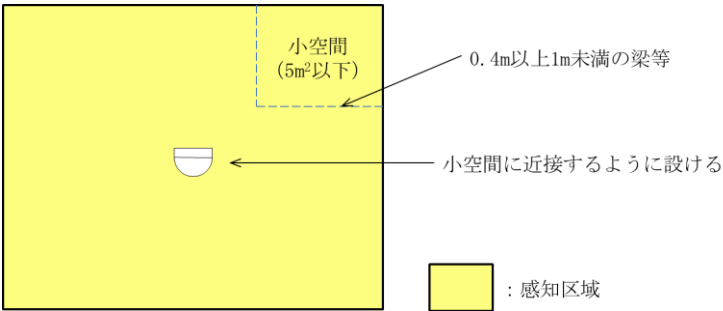 小空間
（5m²以下）
0.4m以上1m未満の梁等
小空間に近接するように設ける
：感知区域